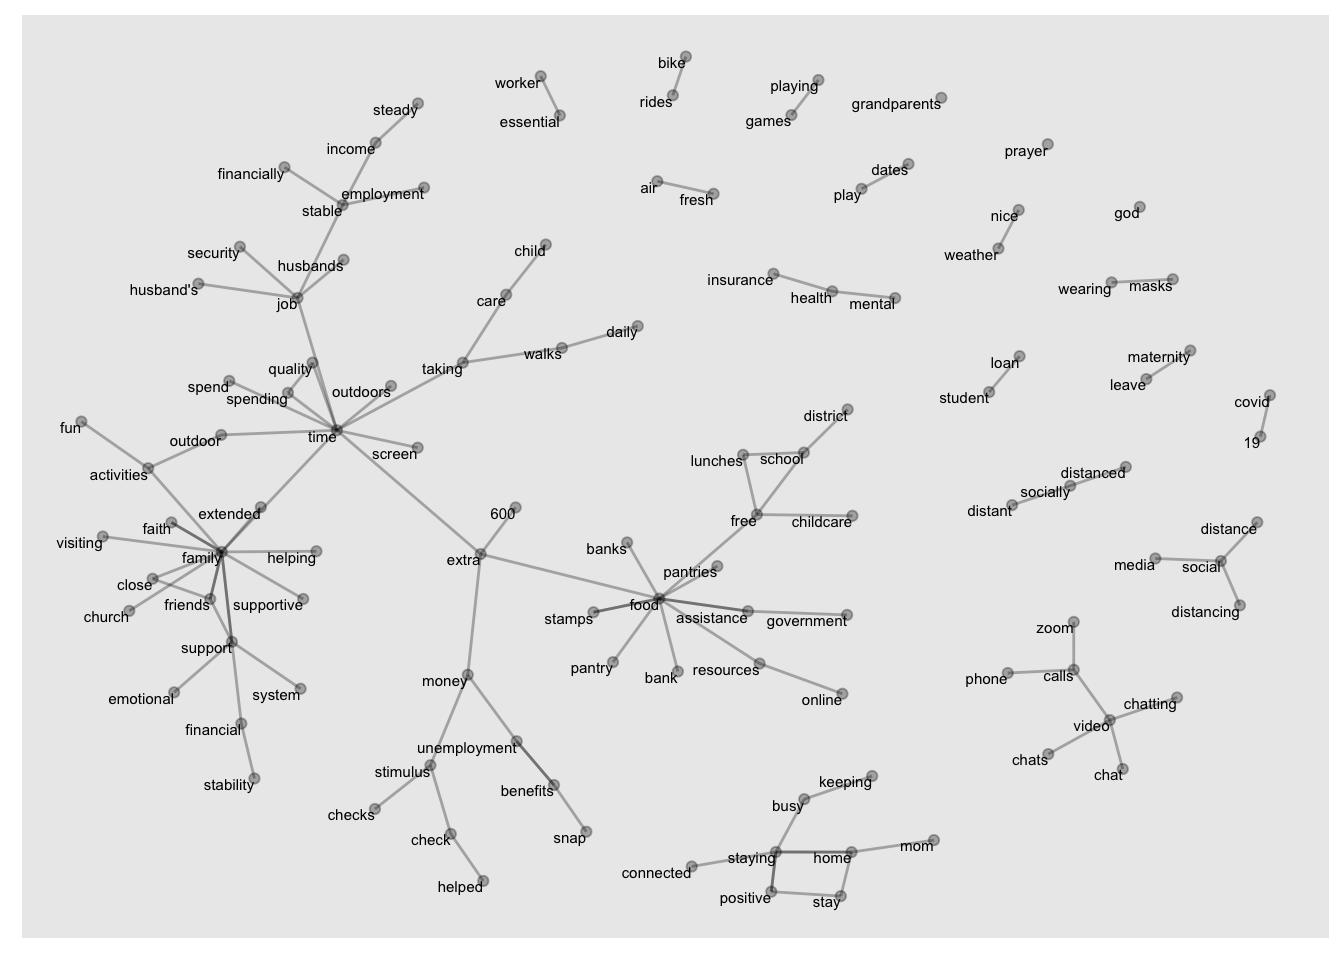 bike
worker
playing
rides
grandparents
steady
essential
games
income
prayer
financially
dates
air
employment
play
fresh
stable
nice
god
security
child
weather
husbands
insurance
husband's
wearing
masks
health
mental
care
job
daily
walks
maternity
loan
quality
taking
spend
outdoors
leave
spending
student
covid
district
fun
time
outdoor
19
screen
school
lunches
activities
distanced
socially
distant
600
extended
free
childcare
faith
distance
visiting
banks
family
helping
extra
media
social
pantries
close
friends
supportive
food
church
stamps
assistance
government
distancing
zoom
support
pantry
resources
bank
calls
phone
money
emotional
system
online
chatting
video
financial
unemployment
chats
stimulus
chat
stability
keeping
benefits
busy
checks
check
snap
staying
home
mom
connected
helped
positive
stay